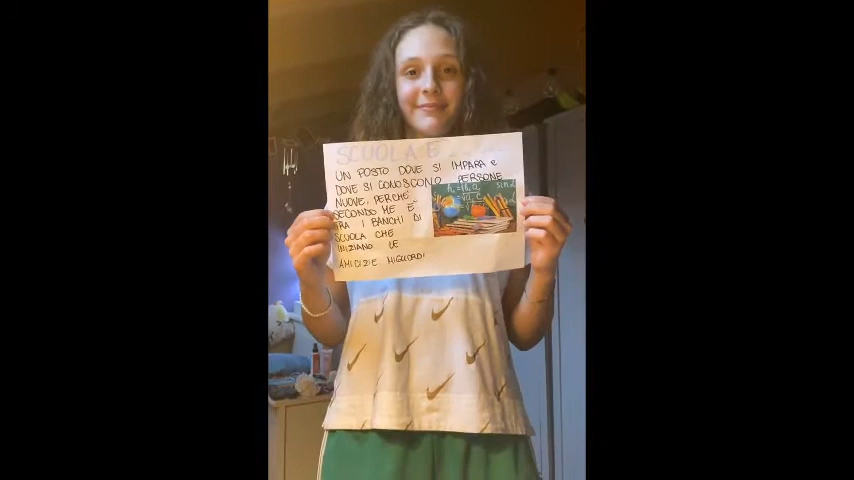 SCUOLA È
UN POSTO DOVE SI IMPARA e
DOVE SI CONOSCONO PERSONE
NUOVE, PERCHÉ
SECONDO ME È
TRA I BANCHI DI
SCUOLA CHE
INIZIANO LE
AMICIZIE MIGLIORI